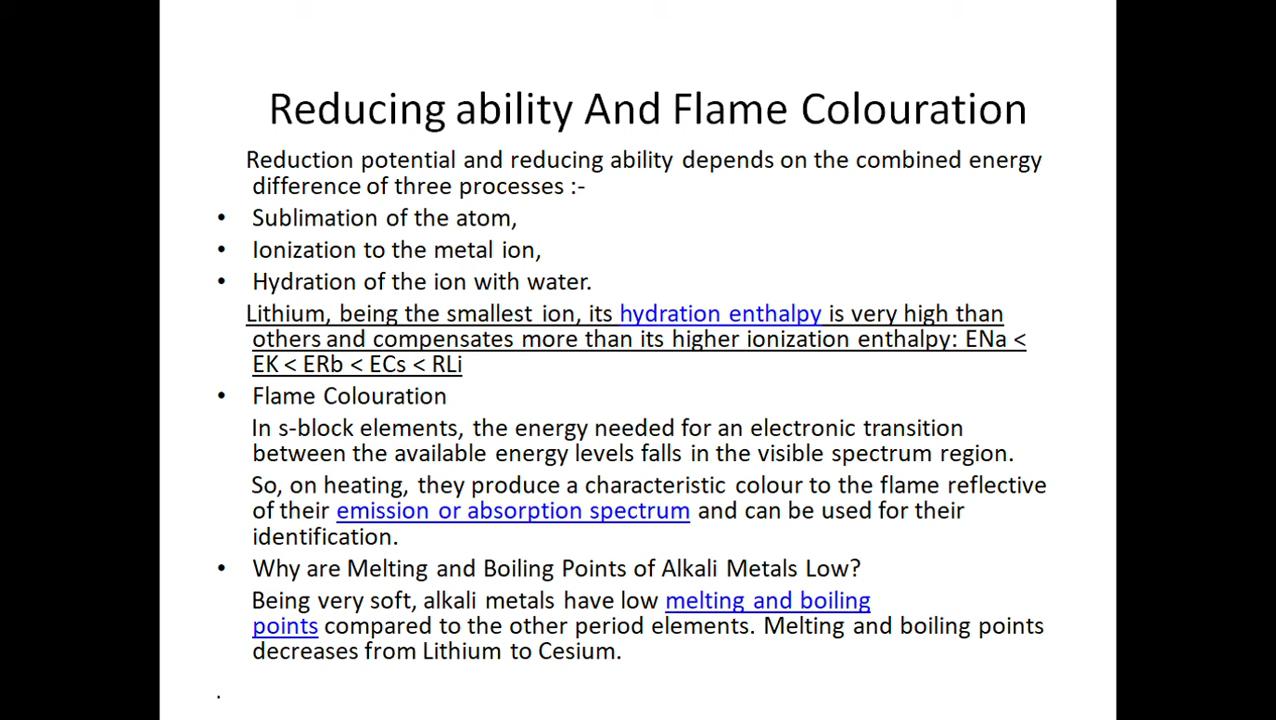 Reducing ability And Flame Colouration
Reduction potential and reducing ability depends on the combined energy
difference of three processes :-
• Sublimation of the atom,
• Ionization to the metal ion,
• Hydration of the ion with water.
Lithium, being the smallest ion, its hydration enthalpy is very high than
others and compensates more than its higher ionization enthalpy: ENa <
EK < ERb < ECs < RLi
• Flame Colouration
In s-block elements, the energy needed for an electronic transition
between the available energy levels falls in the visible spectrum region.
So, on heating, they produce a characteristic colour to the flame reflective
of their emission or absorption spectrum and can be used for their
identification.
• Why are Melting and Boiling Points of Alkali Metals Low?
Being very soft, alkali metals have low melting and boiling
points compared to the other period elements. Melting and boiling points
decreases from Lithium to Cesium.
.